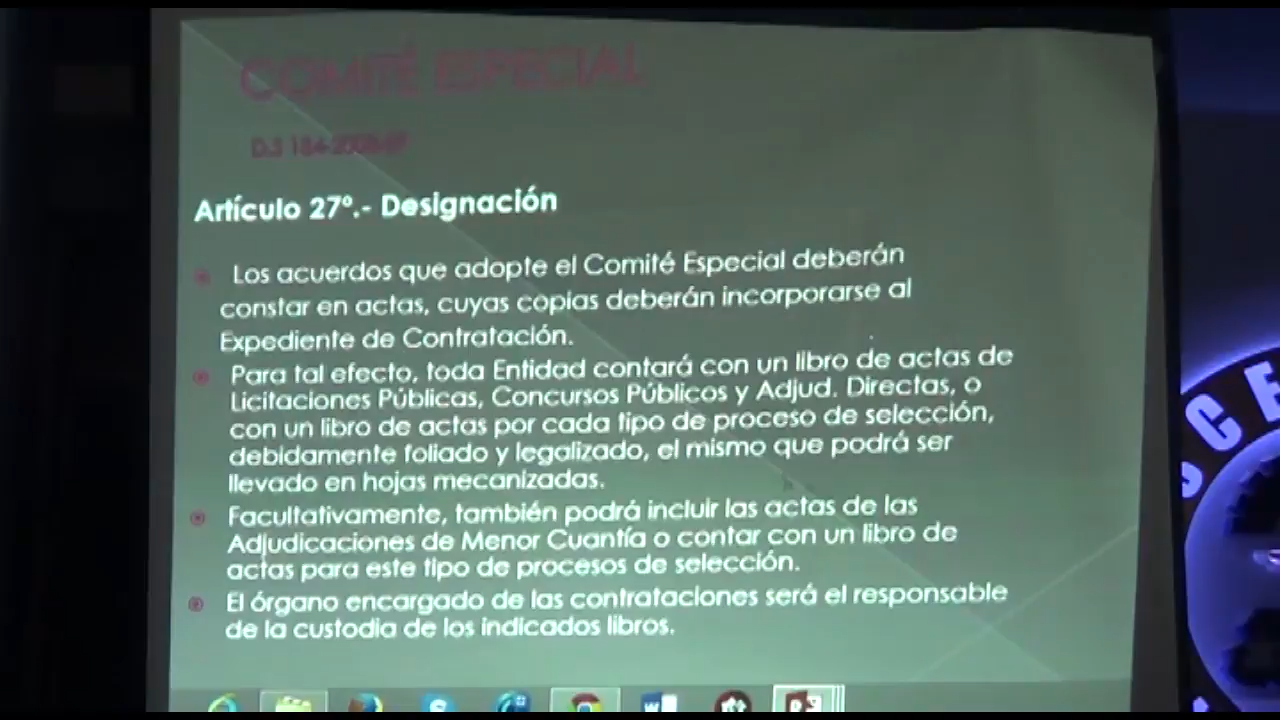 COMITÉ ESPECIAL
D.S 184-2008-EF
Artículo 27º.- Designación
Los acuerdos que adopte el Comité Especial deberán
constar en actas, cuyas copias deberán incorporarse al
Expediente de Contratación.
Para tal efecto, toda Entidad contará con un libro de actas de
Licitaciones Públicas, Concursos Públicos y Adjud. Directas, o
con un libro de actas por cada tipo de proceso de selección,
debidamente foliado y legalizado, el mismo que podrá ser
llevado en hojas mecanizadas.
Facultativamente, también podrá incluir las actas de las
Adjudicaciones de Menor Cuantía o contar con un libro de
actas para este tipo de procesos de selección.
El órgano encargado de las contrataciones será el responsable
de la custodia de los indicados libros.